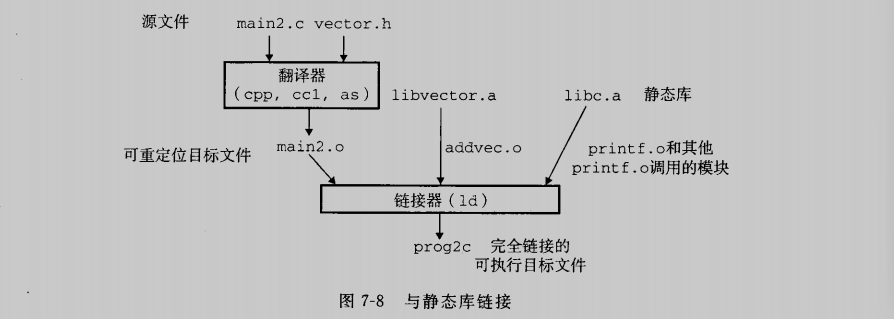 源文件 main2.c vector.h
翻译器
(cpp, cc1, as)
libvector.a
libc.a 静态库
可重定位目标文件
main2.o
addvec.o
printf.o和其他
printf.o调用的模块
链接器(ld)
prog2c 完全链接的
可执行目标文件
图 7-8 与静态库链接